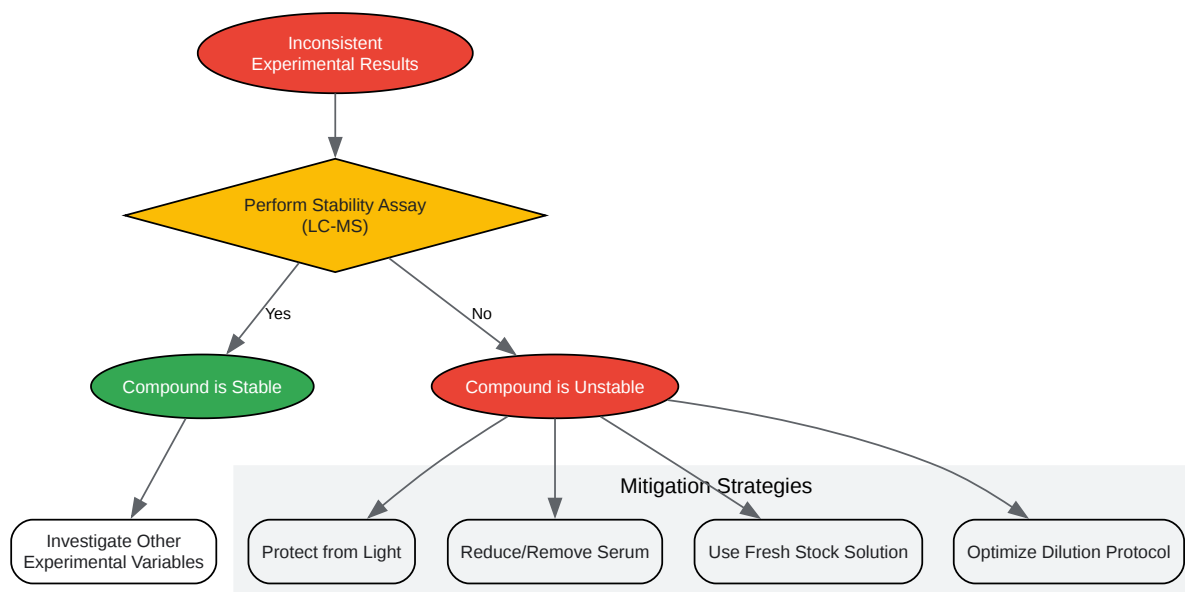 Inconsistent
Experimental Results
Perform Stability Assay
(LC-MS)
Yes
No
Compound is Stable
Compound is Unstable
Mitigation Strategies
Investigate Other
Experimental Variables
Protect from Light
Reduce/Remove Serum
Use Fresh Stock Solution
Optimize Dilution Protocol